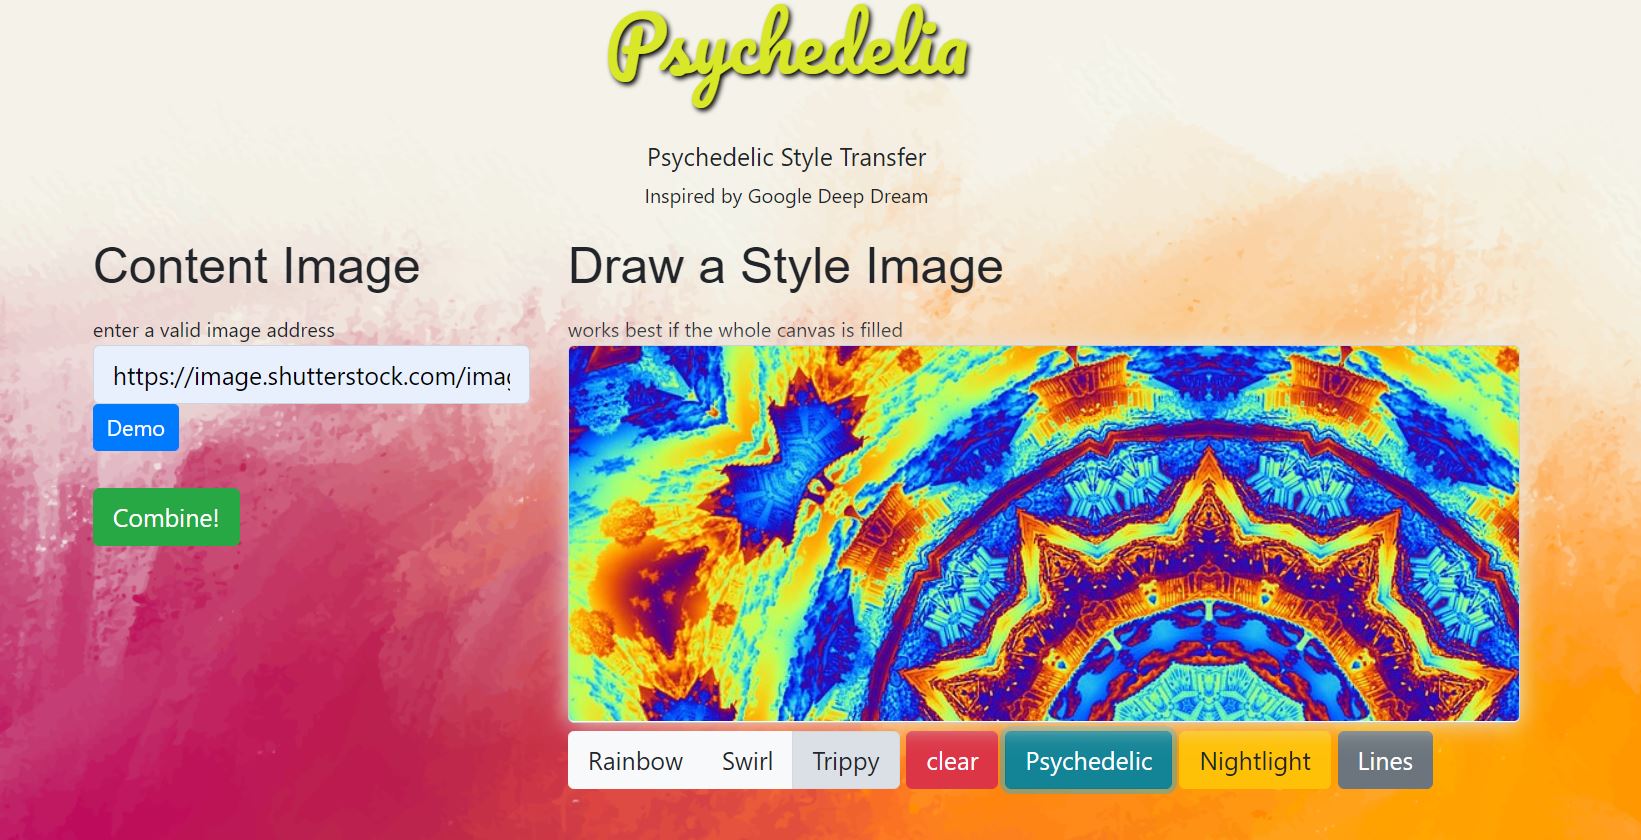 Psychedelia
Psychedelic Style Transfer
Inspired by Google Deep Dream
Content Image
enter a valid image address
https://image.shutterstock.com/imag
Demo
Combine!
Draw a Style Image
works best if the whole canvas is filled
Rainbow Swirl Trippy clear Psychedelic Nightlight Lines